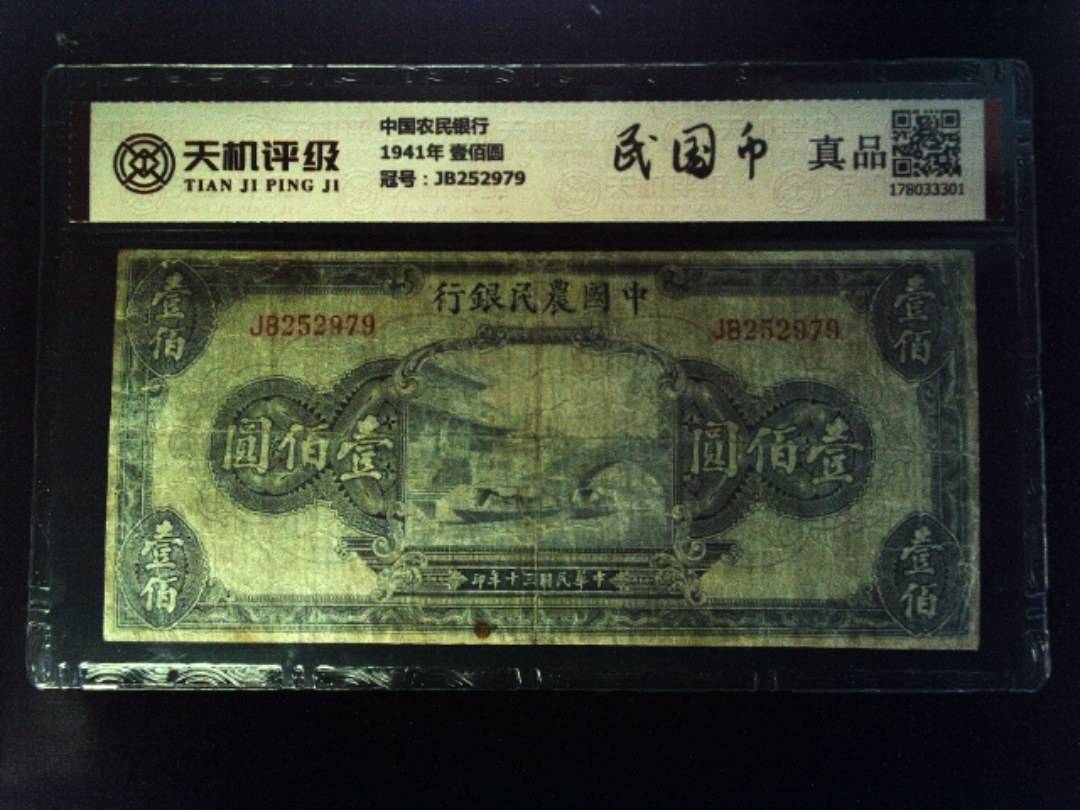 天机评级
TIAN JI PING JI
中国农民银行
1941年 壹佰圆
冠号：JB252979
民国币
真品
178033301
行銀民農國中
壹佰
壹佰
JB252979
JB252979
圓佰壹
圓佰壹
壹佰
壹佰
印年十三國民華中